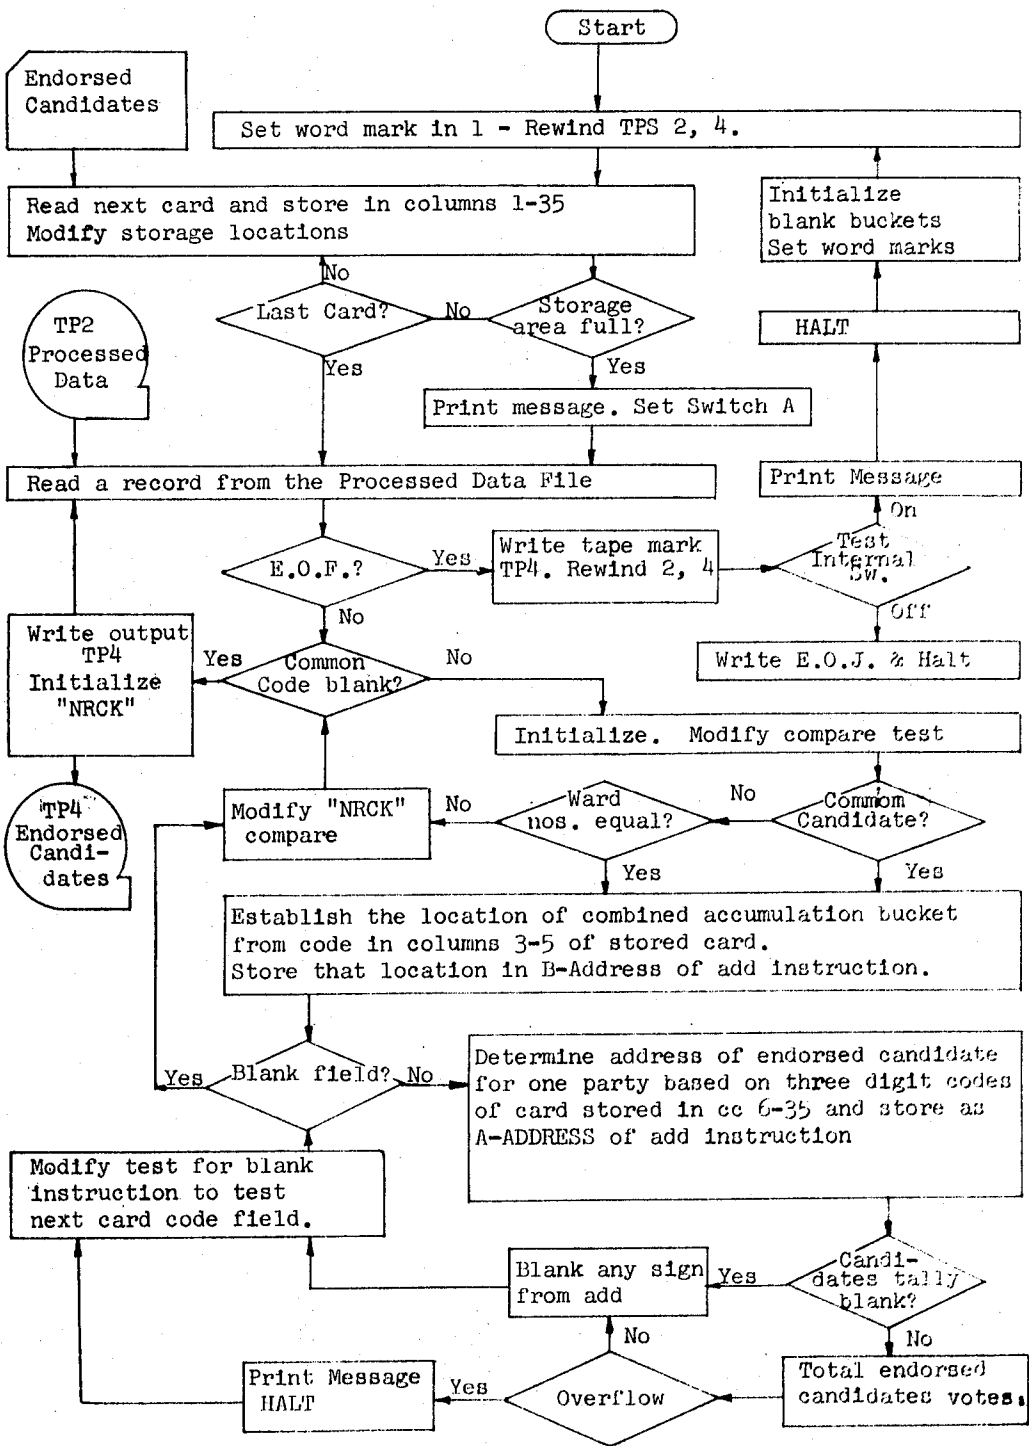 Start
Endorsed
Candidates
Set word mark in 1 - Rewind TPS 2, 4.
Read next card and store in columns 1-35
Modify storage locations
Initialize
blank buckets
Set word marks
No
Last Card?
No
Storage
area full?
HALT
TP2
Processed
Data
Yes
Yes
Print message. Set Switch A
Read a record from the Processed Data File
Print Message
On
E.O.F.?
Yes
Write tape mark
TP4. Rewind 2, 4
Test
Internal
Sw.
No
Off
Write output
TP4
Initialize
"NRCK"
Yes
Common
Code blank?
No
Write E.O.J. & Halt
Initialize. Modify compare test
TP4
Endorsed
Candi-
dates
Modify "NRCK"
compare
No
Ward
nos. equal?
No
Common
Candidate?
Yes
Yes
Establish the location of combined accumulation bucket
from code in columns 3-5 of stored card.
Store that location in B-Address of add instruction.
Yes
Blank field?
No
Determine address of endorsed candidate
for one party based on three digit codes
of card stored in cc 6-35 and store as
A-ADDRESS of add instruction
Modify test for blank
instruction to test
next card code field.
Blank any sign
from add
Yes
Candi-
dates tally
blank?
No
No
Print Message
HALT
Yes
Overflow
Total endorsed
candidates votes.